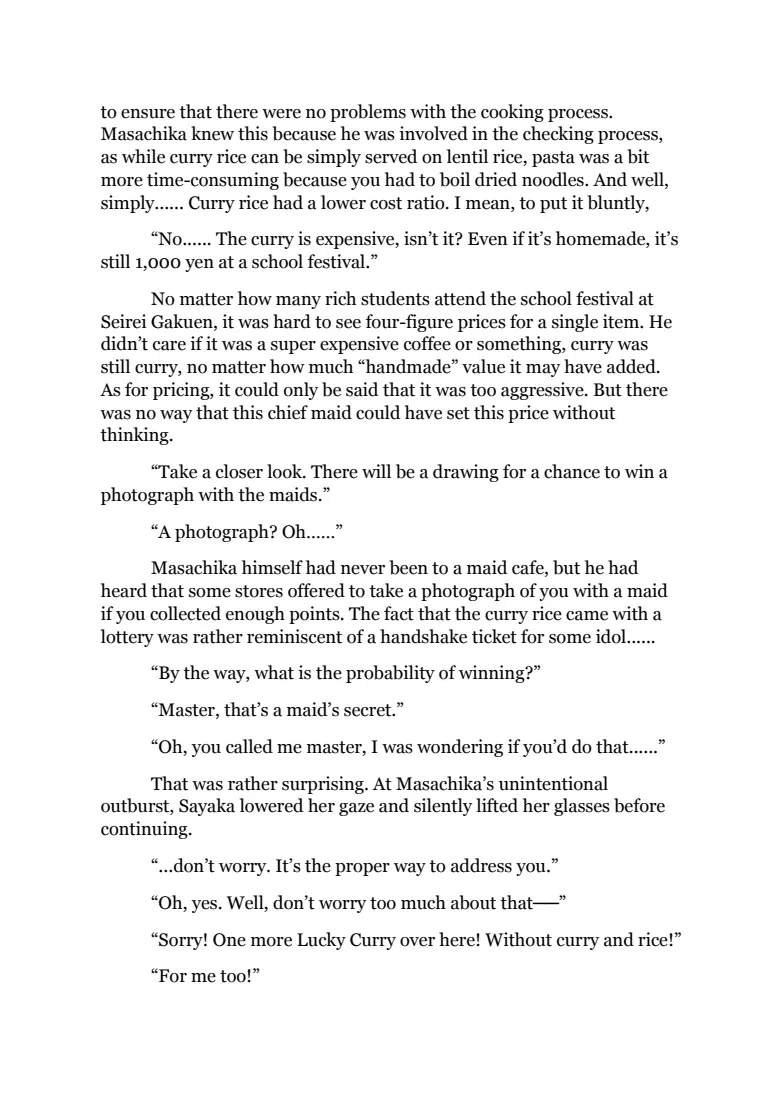 to ensure that there were no problems with the cooking process.
Masachika knew this because he was involved in the checking process,
as while curry rice can be simply served on lentil rice, pasta was a bit
more time-consuming because you had to boil dried noodles. And well,
simply...... Curry rice had a lower cost ratio. I mean, to put it bluntly,
“No...... The curry is expensive, isn’t it? Even if it’s homemade, it’s
still 1,000 yen at a school festival.”
No matter how many rich students attend the school festival at
Seirei Gakuen, it was hard to see four-figure prices for a single item. He
didn’t care if it was a super expensive coffee or something, curry was
still curry, no matter how much “handmade” value it may have added.
As for pricing, it could only be said that it was too aggressive. But there
was no way that this chief maid could have set this price without
thinking.
“Take a closer look. There will be a drawing for a chance to win a
photograph with the maids.”
“A photograph? Oh......”
Masachika himself had never been to a maid cafe, but he had
heard that some stores offered to take a photograph of you with a maid
if you collected enough points. The fact that the curry rice came with a
lottery was rather reminiscent of a handshake ticket for some idol......
“By the way, what is the probability of winning?”
“Master, that’s a maid’s secret.”
“Oh, you called me master, I was wondering if you’d do that......”
That was rather surprising. At Masachika’s unintentional
outburst, Sayaka lowered her gaze and silently lifted her glasses before
continuing.
“...don’t worry. It’s the proper way to address you.”
“Oh, yes. Well, don’t worry too much about that──”
“Sorry! One more Lucky Curry over here! Without curry and rice!”
“For me too!”